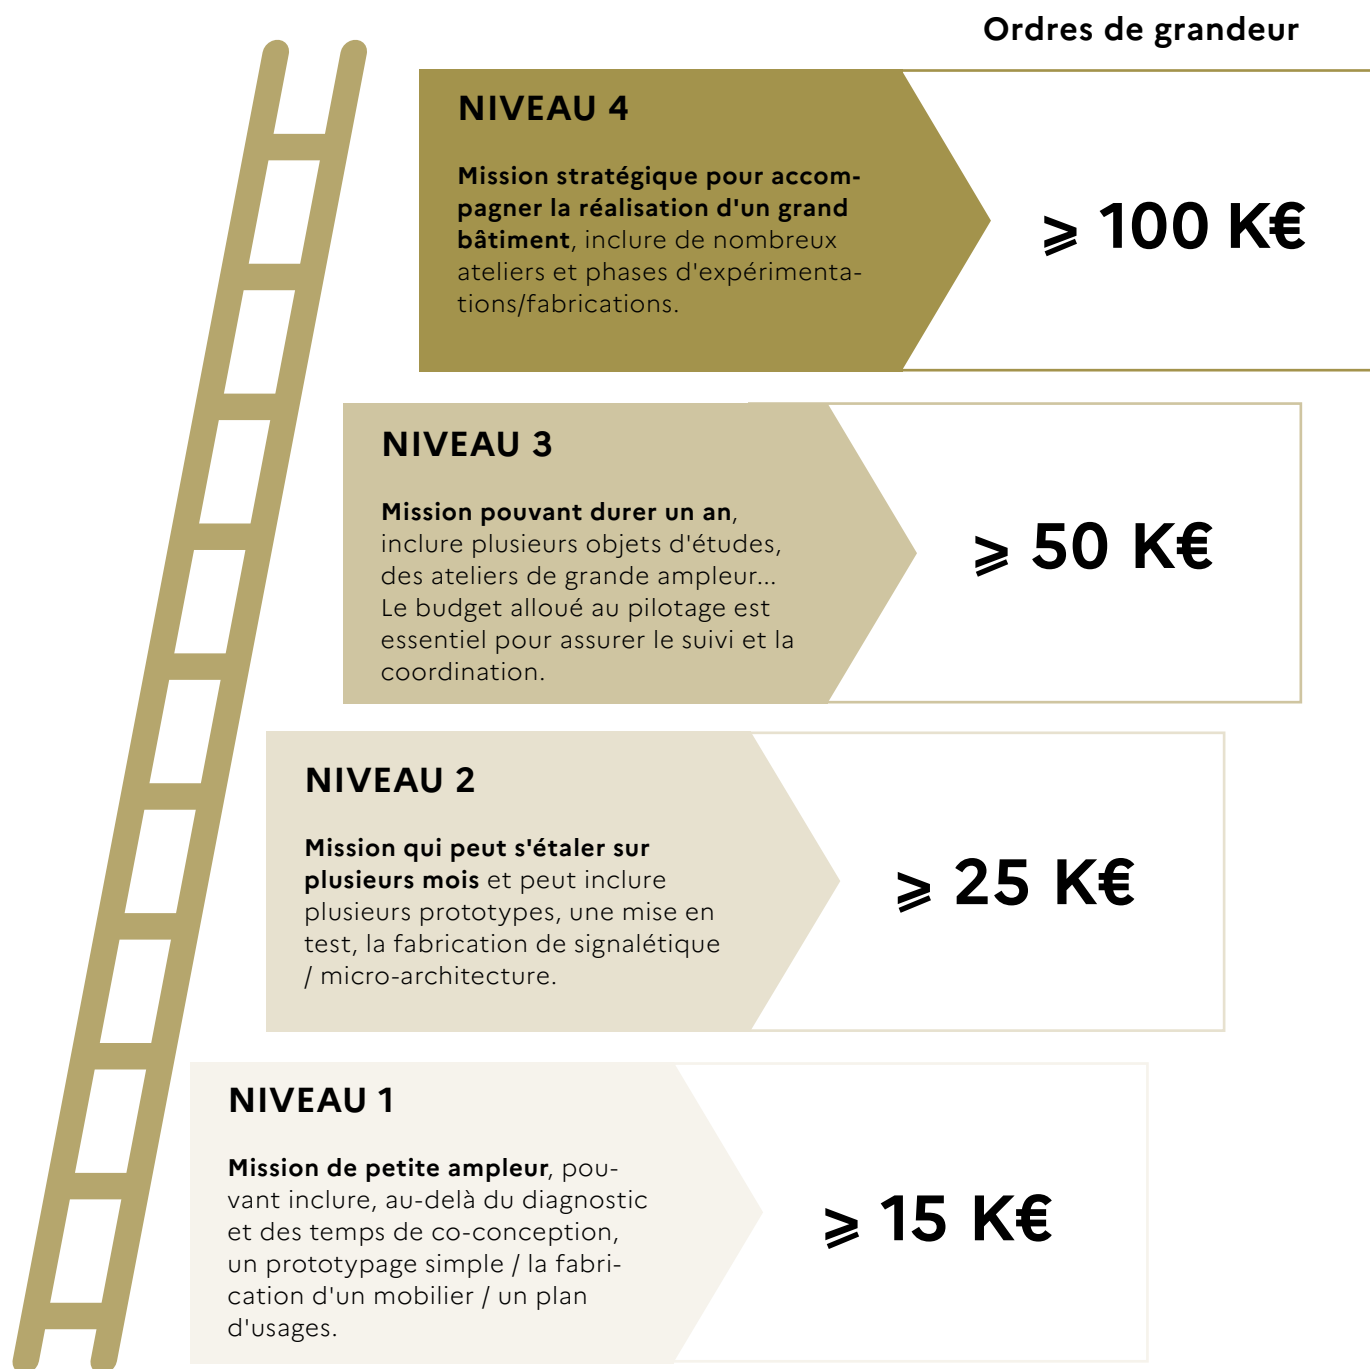 Ordres de grandeur
NIVEAU 4
Mission stratégique pour accom-
pagner la réalisation d'un grand
bâtiment, inclure de nombreux
ateliers et phases d'expérimenta-
tions/fabrications.
⩾ 100 K€
NIVEAU 3
Mission pouvant durer un an,
inclure plusieurs objets d'études,
des ateliers de grande ampleur...
Le budget alloué au pilotage est
essentiel pour assurer le suivi et la
coordination.
⩾ 50 K€
NIVEAU 2
Mission qui peut s'étaler sur
plusieurs mois et peut inclure
plusieurs prototypes, une mise en
test, la fabrication de signalétique
/ micro-architecture.
⩾ 25 K€
NIVEAU 1
Mission de petite ampleur, pou-
vant inclure, au-delà du diagnostic
et des temps de co-conception,
un prototypage simple / la fabri-
cation d'un mobilier / un plan
d'usages.
⩾ 15 K€